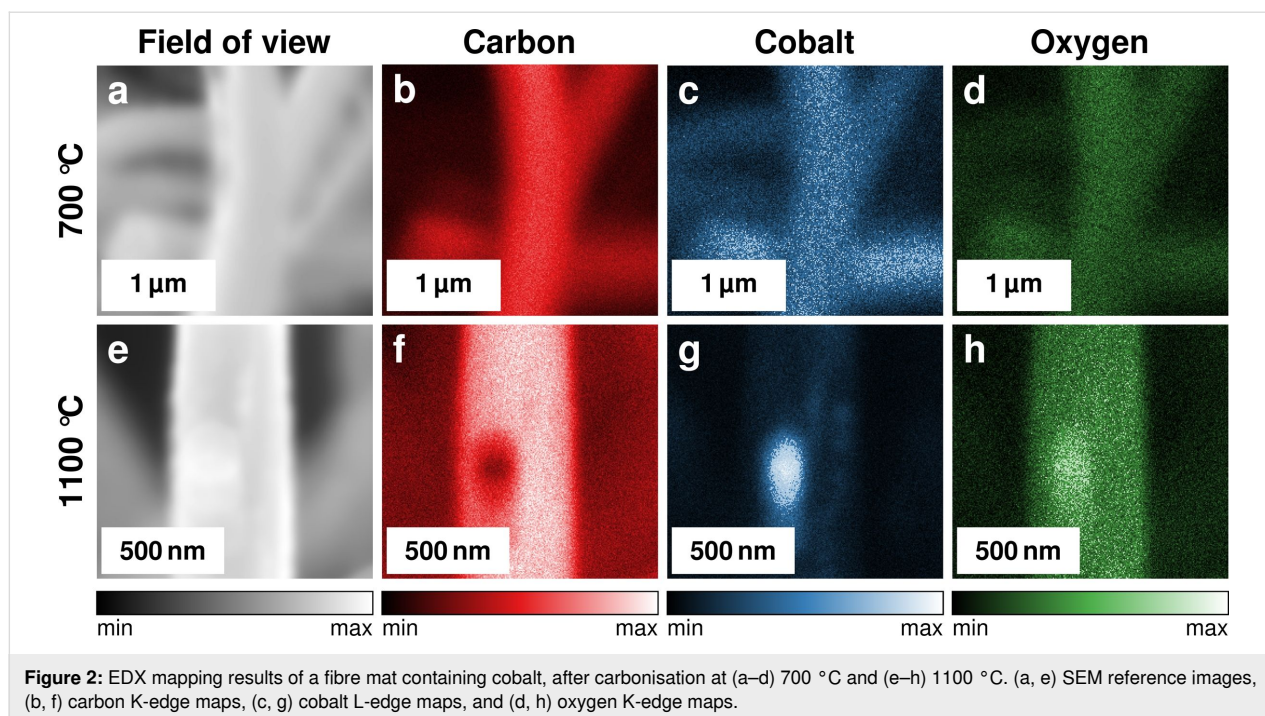 Field of view Carbon Cobalt Oxygen
700 °C
a b c d
1 µm 1 µm 1 µm 1 µm
1100 °C
e f g h
500 nm 500 nm 500 nm 500 nm
min max min max min max min max
Figure 2: EDX mapping results of a fibre mat containing cobalt, after carbonisation at (a–d) 700 °C and (e–h) 1100 °C. (a, e) SEM reference images,
(b, f) carbon K-edge maps, (c, g) cobalt L-edge maps, and (d, h) oxygen K-edge maps.